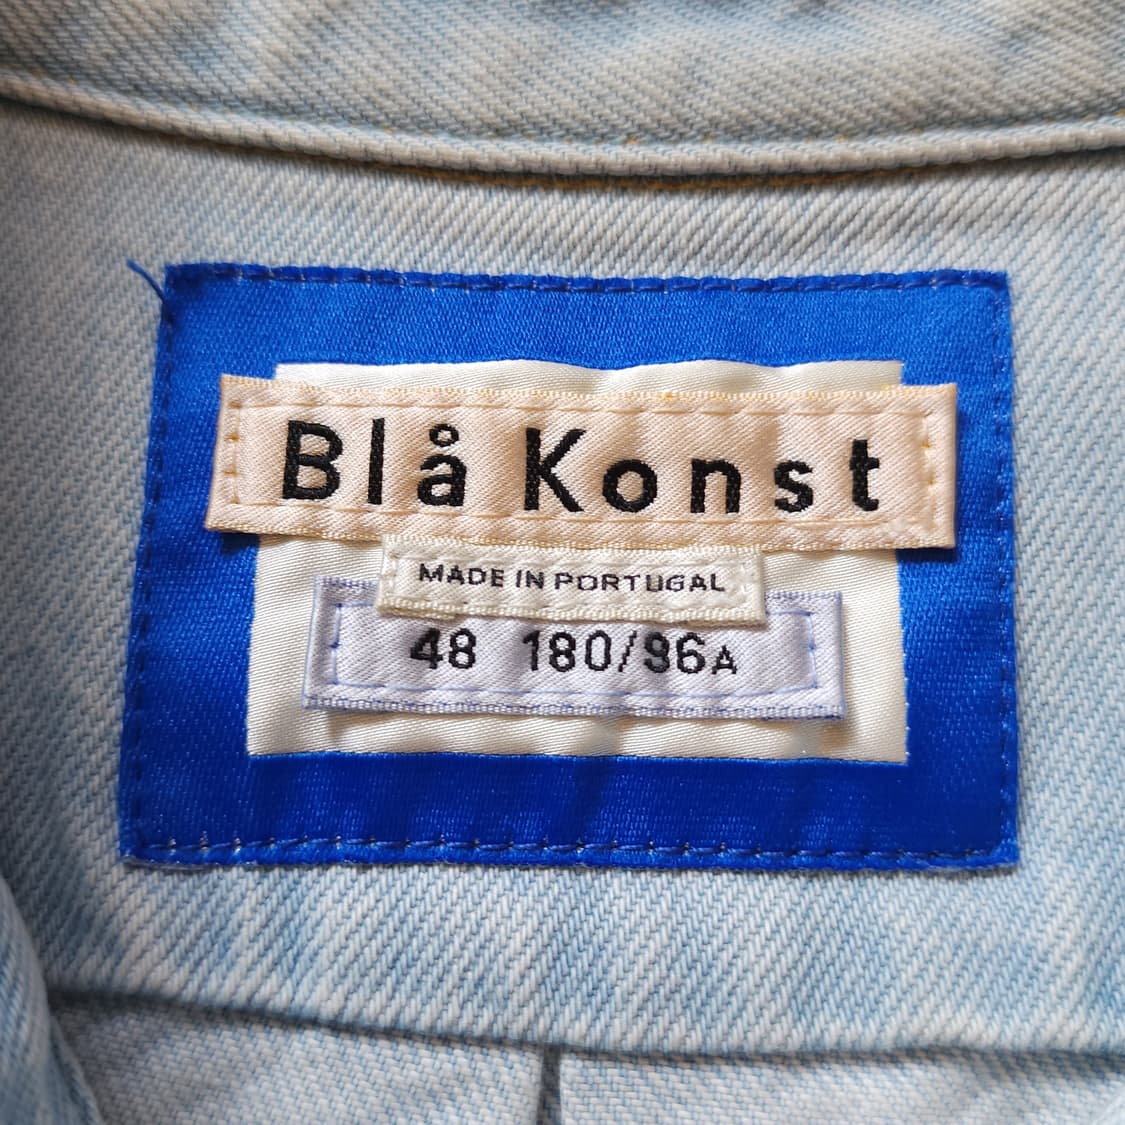 Blå Konst
MADE IN PORTUGAL
48 180/96A